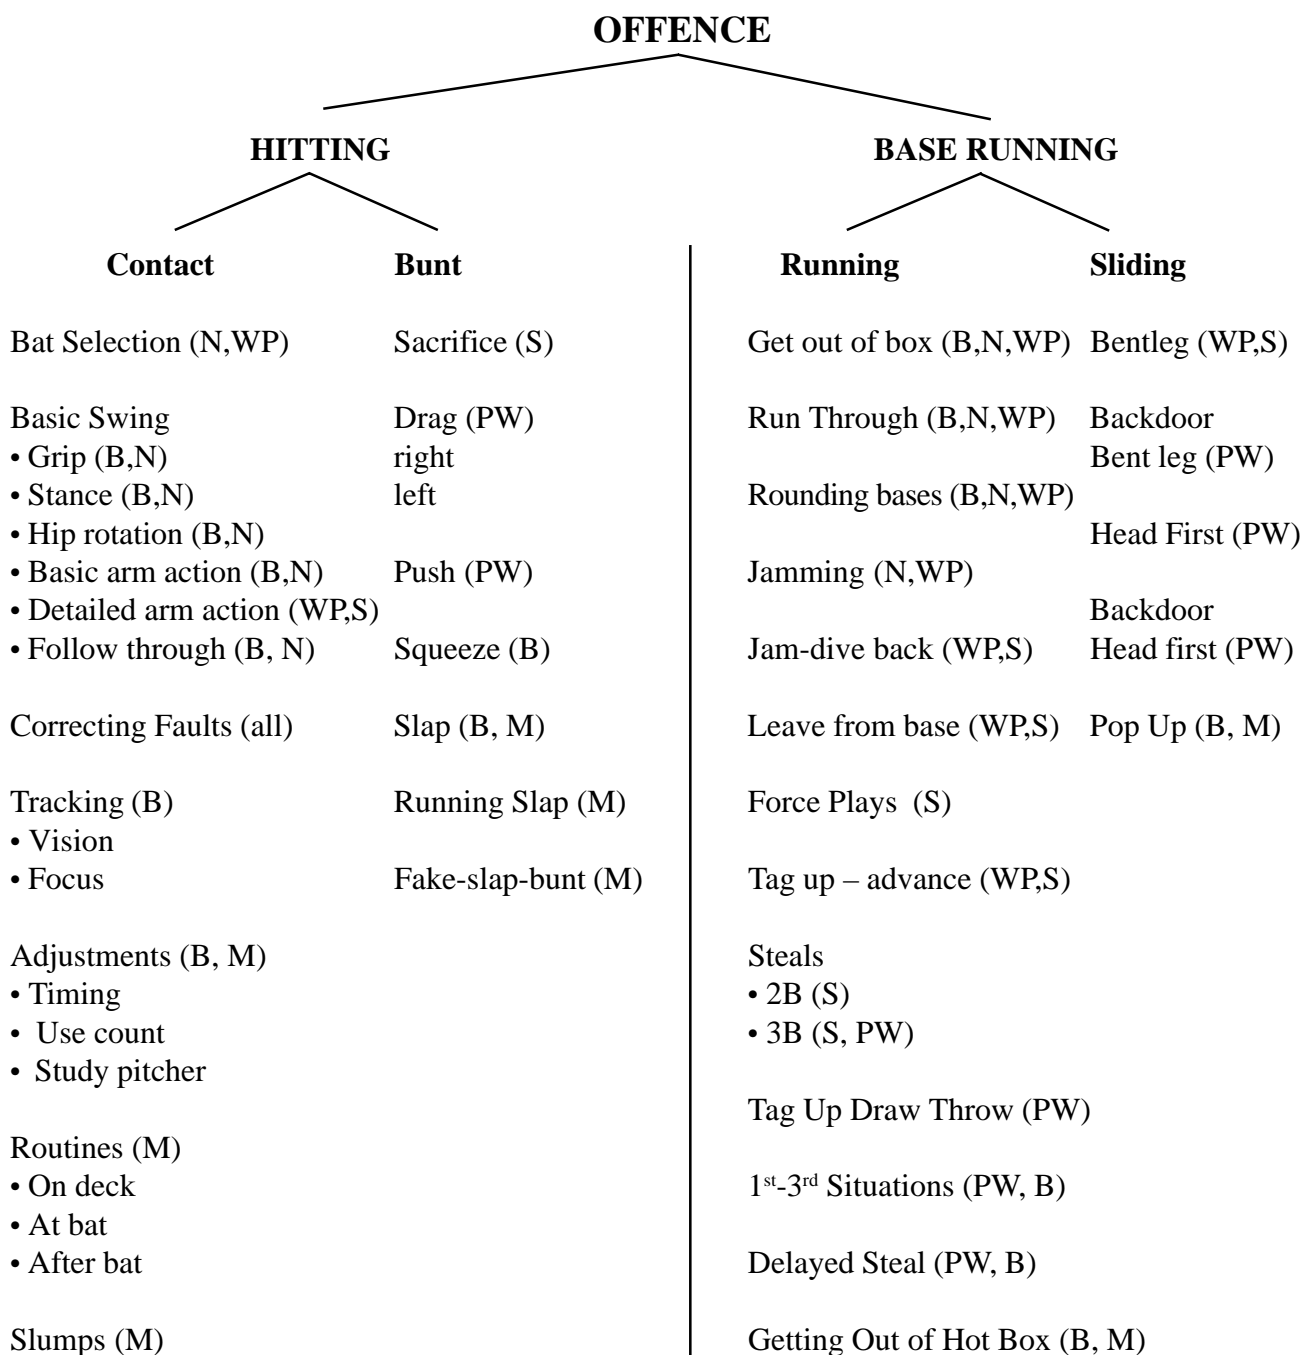 OFFENCE
HITTING
BASE RUNNING
Contact
Bunt
Running
Sliding
Bat Selection (N,WP)
Basic Swing
• Grip (B,N)
• Stance (B,N)
• Hip rotation (B,N)
• Basic arm action (B,N)
• Detailed arm action (WP,S)
• Follow through (B, N)
Correcting Faults (all)
Tracking (B)
• Vision
• Focus
Adjustments (B, M)
• Timing
• Use count
• Study pitcher
Routines (M)
• On deck
• At bat
• After bat
Slumps (M)
Sacrifice (S)
Drag (PW)
right
left
Push (PW)
Squeeze (B)
Slap (B, M)
Running Slap (M)
Fake-slap-bunt (M)
Get out of box (B,N,WP)
Run Through (B,N,WP)
Rounding bases (B,N,WP)
Jamming (N,WP)
Jam-dive back (WP,S)
Leave from base (WP,S)
Force Plays (S)
Tag up – advance (WP,S)
Steals
• 2B (S)
• 3B (S, PW)
Tag Up Draw Throw (PW)
1st-3rd Situations (PW, B)
Delayed Steal (PW, B)
Getting Out of Hot Box (B, M)
Bentleg (WP,S)
Backdoor
Bent leg (PW)
Head First (PW)
Backdoor
Head first (PW)
Pop Up (B, M)